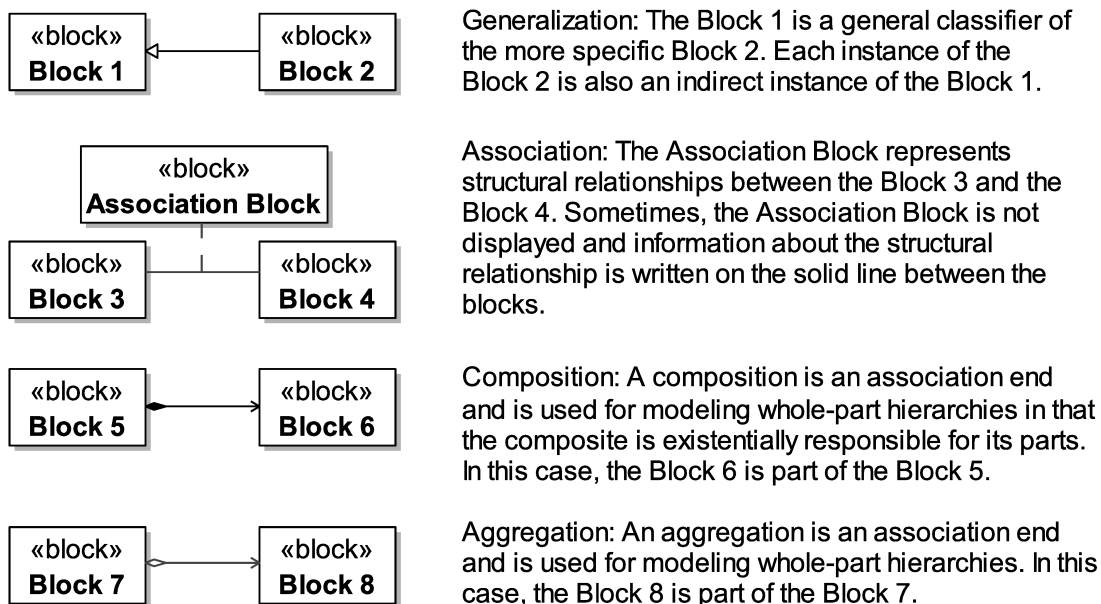 «block»
Block 1
«block»
Block 2
Generalization: The Block 1 is a general classifier of
the more specific Block 2. Each instance of the
Block 2 is also an indirect instance of the Block 1.
«block»
Association Block
«block»
Block 3
«block»
Block 4
Association: The Association Block represents
structural relationships between the Block 3 and the
Block 4. Sometimes, the Association Block is not
displayed and information about the structural
relationship is written on the solid line between the
blocks.
«block»
Block 5
«block»
Block 6
Composition: A composition is an association end
and is used for modeling whole-part hierarchies in that
the composite is existentially responsible for its parts.
In this case, the Block 6 is part of the Block 5.
«block»
Block 7
«block»
Block 8
Aggregation: An aggregation is an association end
and is used for modeling whole-part hierarchies. In this
case, the Block 8 is part of the Block 7.